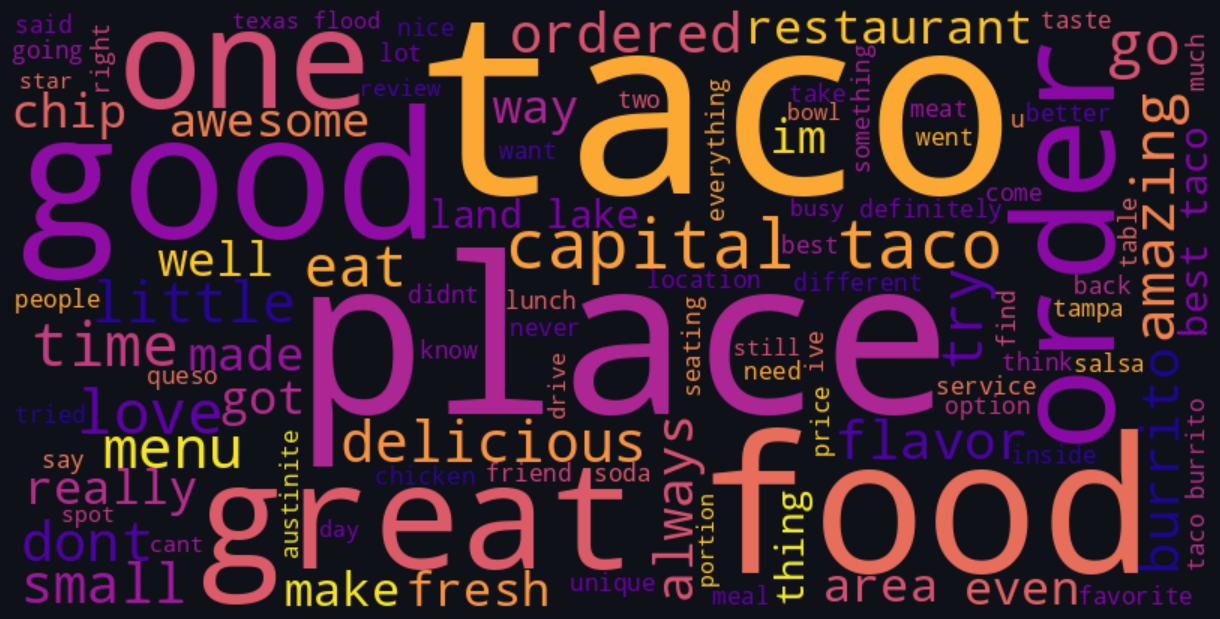 said
texas flood
nice
ordered
restaurant
taste
going
right
one
lot
taco
go
much
star
review
chip
awesome
way
two
everything
take
bowl
im
something
meat
went
u
better
order
amazing
good
want
land lake
busy
definitely
come
table
best taco
well
eat
capital taco
best
location
different
back
people
little
didnt
lunch
never
seating
try
find
tampa
time
made
know
place
still
need
ive
think
salsa
queso
drive
service
option
tried
love
got
price
burrito
menu
delicious
always
flavor
inside
taco burrito
say
austinite
chicken
friend
soda
really
great
food
spot
day
portion
thing
dont
cant
small
make
fresh
unique
meal
area
even
favorite